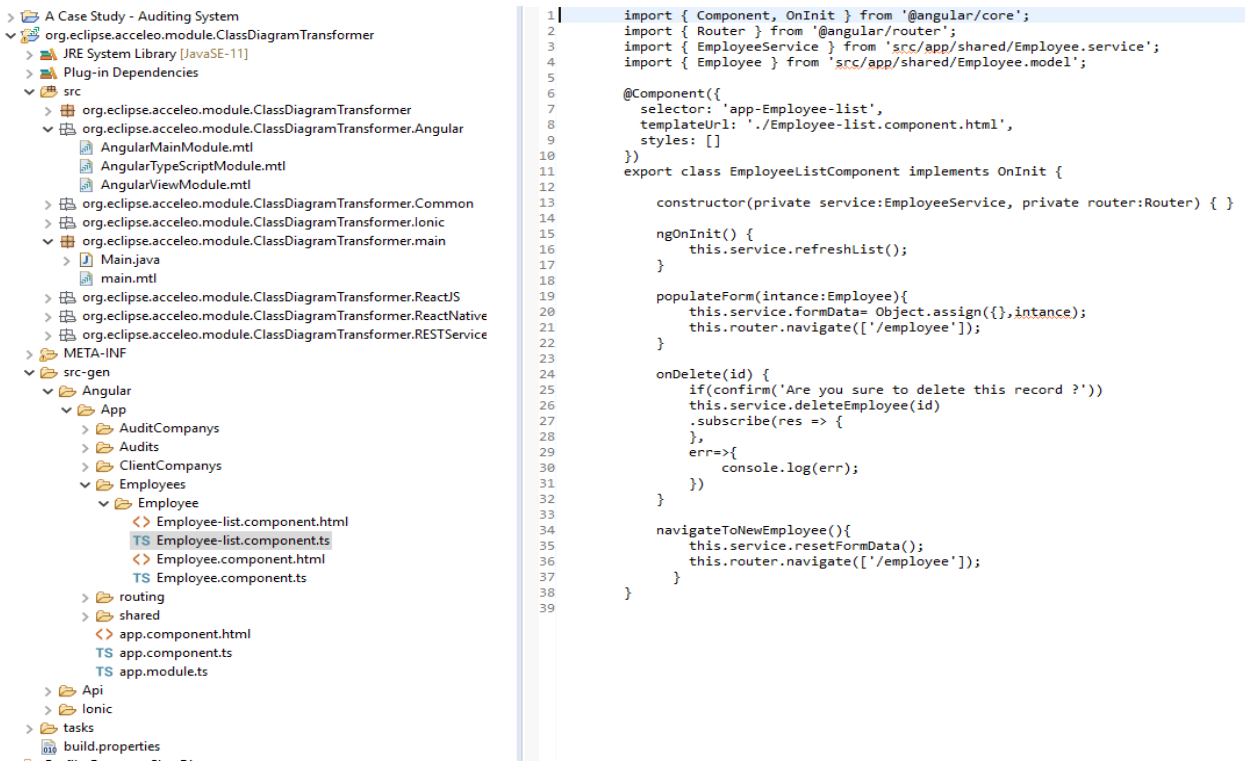 A Case Study - Auditing System
org.eclipse.acceleo.module.ClassDiagramTransformer
JRE System Library [JavaSE-11]
Plug-in Dependencies
src
org.eclipse.acceleo.module.ClassDiagramTransformer
org.eclipse.acceleo.module.ClassDiagramTransformer.Angular
AngularMainModule.mtl
AngularTypeScriptModule.mtl
AngularViewModule.mtl
org.eclipse.acceleo.module.ClassDiagramTransformer.Common
org.eclipse.acceleo.module.ClassDiagramTransformer.Ionic
org.eclipse.acceleo.module.ClassDiagramTransformer.main
Main.java
main.mtl
org.eclipse.acceleo.module.ClassDiagramTransformer.ReactJS
org.eclipse.acceleo.module.ClassDiagramTransformer.ReactNative
org.eclipse.acceleo.module.ClassDiagramTransformer.RESTService
META-INF
src-gen
Angular
App
AuditCompanys
Audits
ClientCompanys
Employees
Employee
Employee-list.component.html
TS Employee-list.component.ts
Employee.component.html
TS Employee.component.ts
routing
shared
app.component.html
TS app.component.ts
TS app.module.ts
Api
Ionic
tasks
build.properties
1 import { Component, OnInit } from '@angular/core';
2 import { Router } from '@angular/router';
3 import { EmployeeService } from 'src/app/shared/Employee.service';
4 import { Employee } from 'src/app/shared/Employee.model';
5
6 @Component({
7 selector: 'app-Employee-list',
8 templateUrl: './Employee-list.component.html',
9 styles: []
10 })
11 export class EmployeeListComponent implements OnInit {
12
13 constructor(private service:EmployeeService, private router:Router) { }
14
15 ngOnInit() {
16 this.service.refreshList();
17 }
18
19 populateForm(intance:Employee){
20 this.service.formData= Object.assign({},intance);
21 this.router.navigate(['/employee']);
22 }
23
24 onDelete(id) {
25 if(confirm('Are you sure to delete this record ?'))
26 this.service.deleteEmployee(id)
27 .subscribe(res => {
28 },
29 err=>{
30 console.log(err);
31 })
32 }
33
34 navigateToNewEmployee(){
35 this.service.resetFormData();
36 this.router.navigate(['/employee']);
37 }
38 }
39